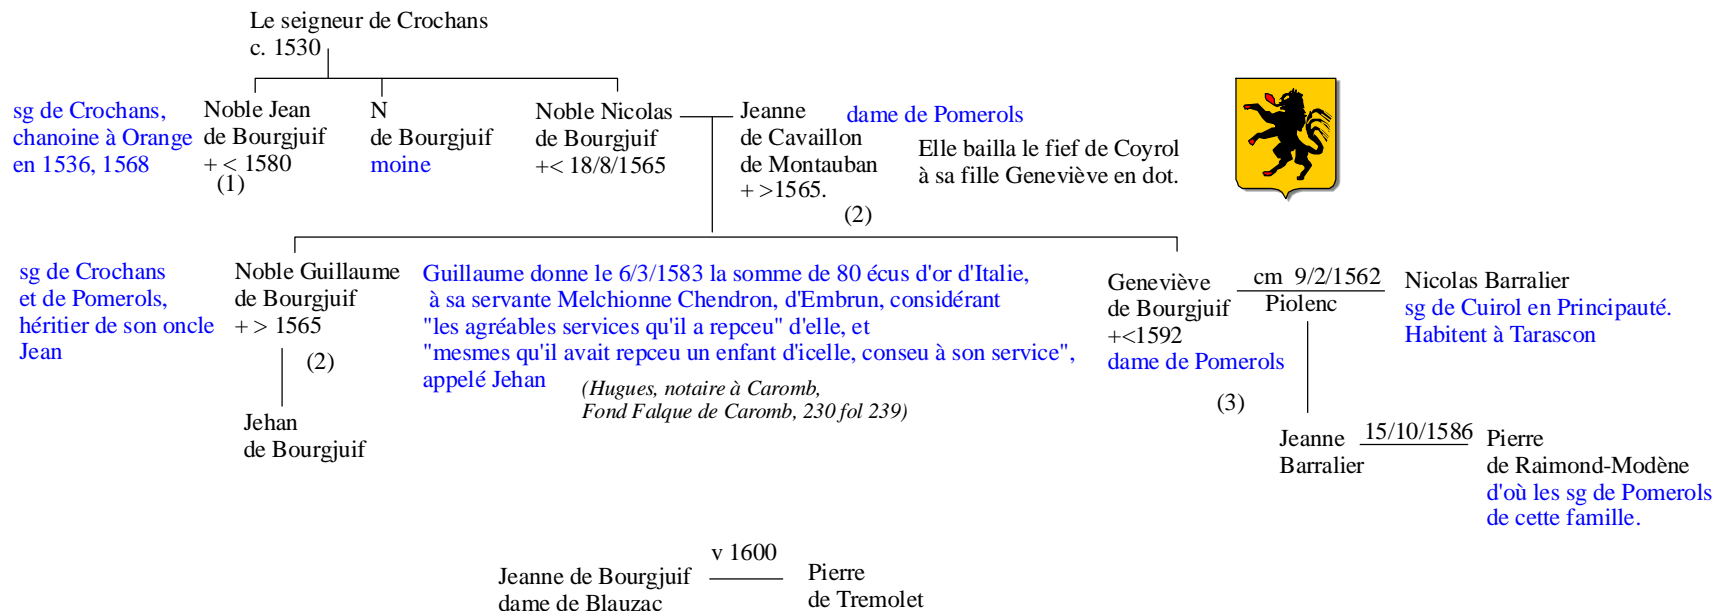 Le seigneur de Crochans
c. 1530
sg de Crochans,
chanoine à Orange
en 1536, 1568
Noble Jean
de Bourgjuif
+ < 1580
(1)
N
de Bourgjuif
moine
Noble Nicolas
de Bourgjuif
+< 18/8/1565
Jeanne
de Cavaillon
de Montauban
+ >1565.
(2)
dame de Pomerols
Elle bailla le fief de Coyrol
à sa fille Geneviève en dot.
sg de Crochans
et de Pomerols,
héritier de son oncle
Jean
Noble Guillaume
de Bourgjuif
+ > 1565
(2)
Guillaume donne le 6/3/1583 la somme de 80 écus d'or d'Italie,
à sa servante Melchionne Chendron, d'Embrun, considérant
"les agréables services qu'il a repceu" d'elle, et
"mesmes qu'il avait repceu un enfant d'icelle, conseu à son service",
appelé Jehan
(Hugues, notaire à Caromb,
Fond Falque de Caromb, 230 fol 239)
Geneviève
de Bourgjuif
+<1592
dame de Pomerols
(3)
cm 9/2/1562
Piolenc
Nicolas Barralier
sg de Cuirol en Principauté.
Habitent à Tarascon
Jehan
de Bourgjuif
Jeanne
Barralier
15/10/1586
Pierre
de Raimond-Modène
d'où les sg de Pomerols
de cette famille.
Jeanne de Bourgjuif
dame de Blauzac
v 1600
Pierre
de Tremolet